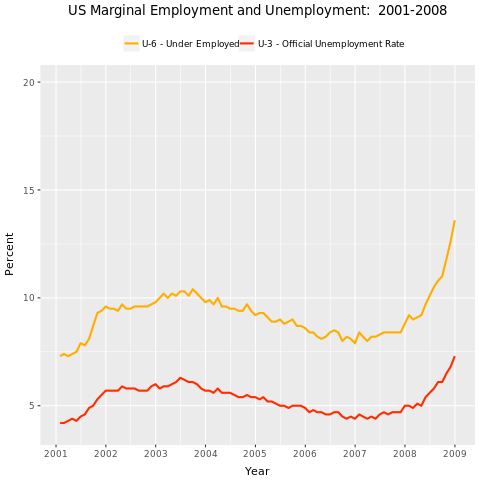 US Marginal Employment and Unemployment:  2001-2008
U-6 - Under Employed U-3 - Official Unemployment Rate
20
15
10
5
Percent
2001 2002 2003 2004 2005 2006 2007 2008 2009
Year